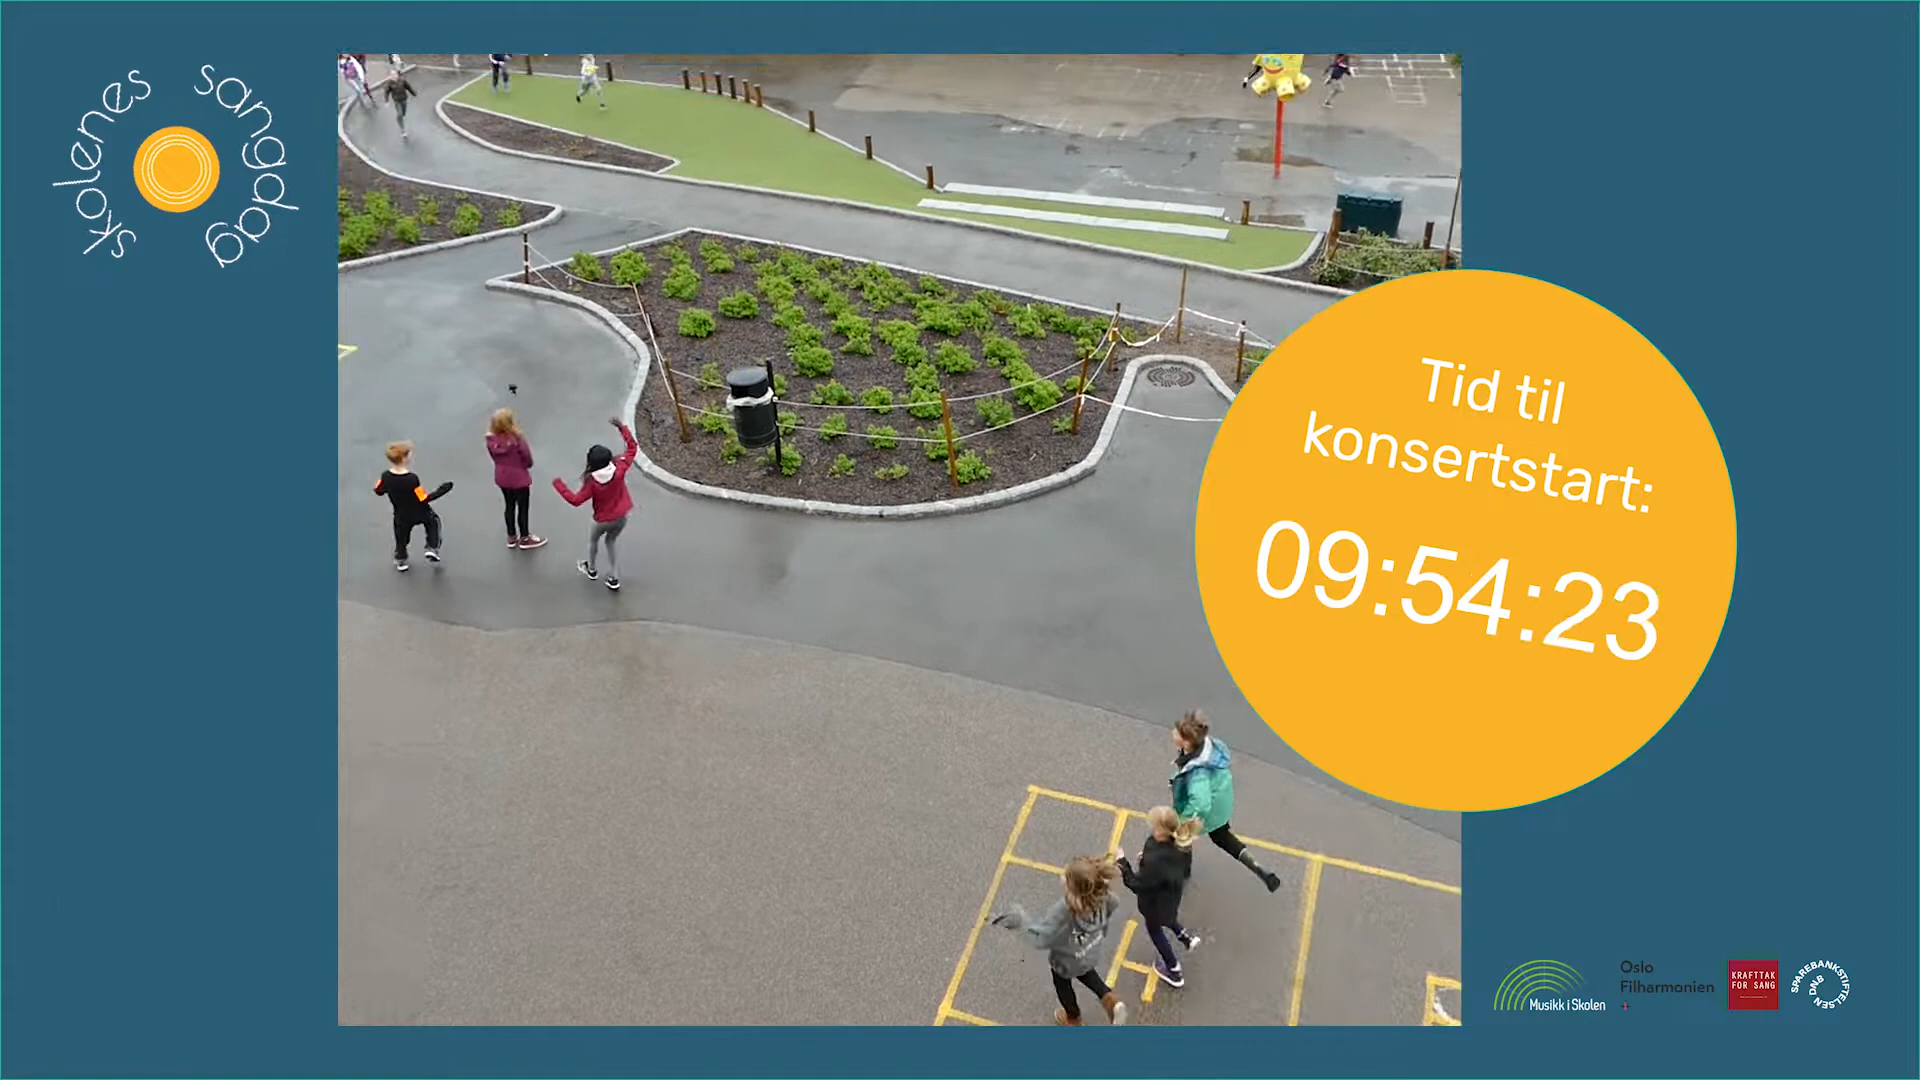 skolenes sangdag
Tid til
konsertstart:
09:54:23
Musikk i Skolen
Oslo
Filharmonien
KRAFTTAK
FOR SANG
SPAREBANKSTIFTELSEN
DNB